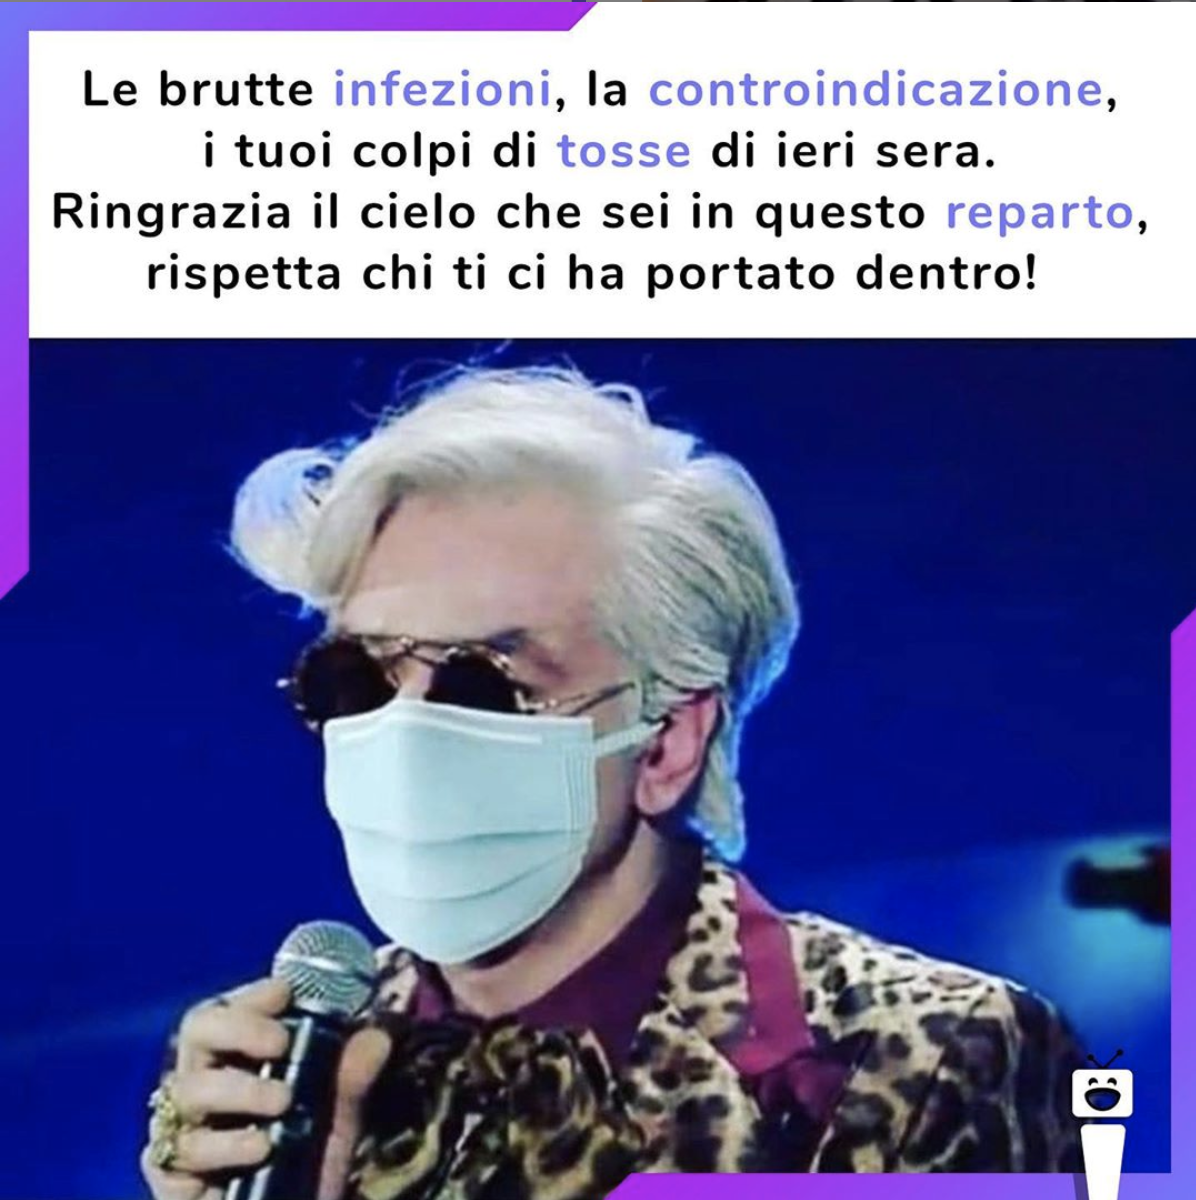 Le brutte infezioni, la controindicazione,
i tuoi colpi di tosse di ieri sera.
Ringrazia il cielo che sei in questo reparto,
rispetta chi ti ci ha portato dentro!